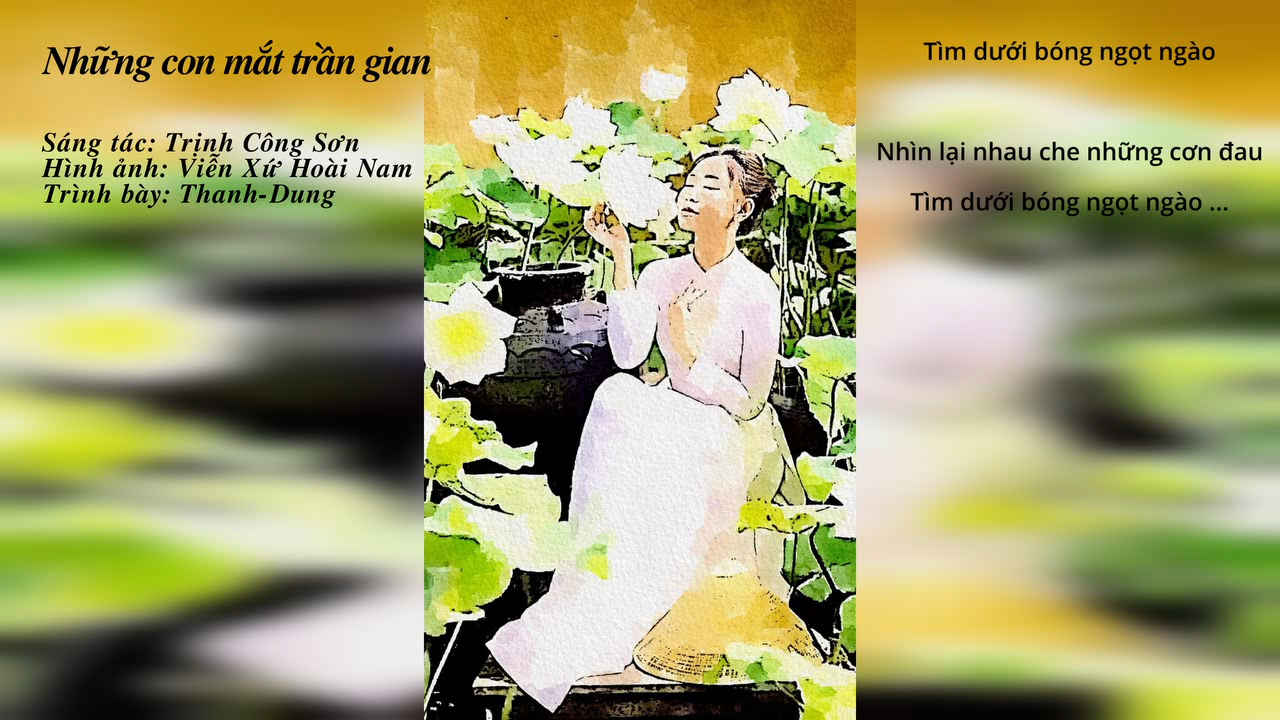 Những con mắt trần gian
Sáng tác: Trịnh Công Sơn
Hình ảnh: Viễn Xứ Hoài Nam
Trình bày: Thanh-Dung
Tìm dưới bóng ngọt ngào
Nhìn lại nhau che những cơn đau
Tìm dưới bóng ngọt ngào ...